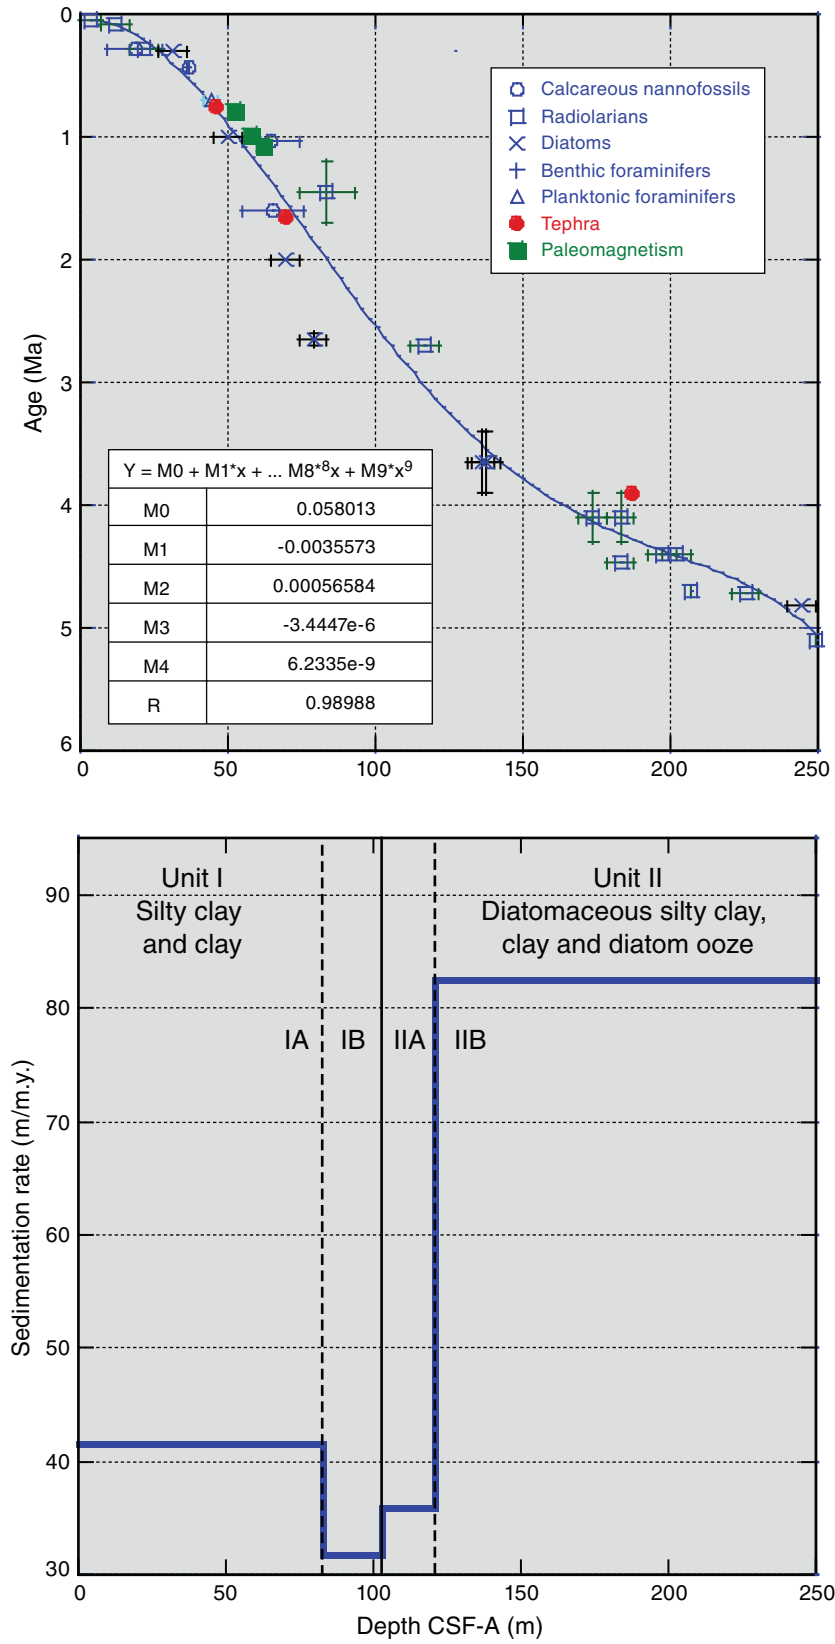 0
1
2
3
4
5
6
Age (Ma)
Calcareous nannofossils
Radiolarians
Diatoms
Benthic foraminifers
Planktonic foraminifers
Tephra
Paleomagnetism
Y = M0 + M1*x + ... M8*⁸x + M9*x⁹
M0 0.058013
M1 -0.0035573
M2 0.00056584
M3 -3.4447e-6
M4 6.2335e-9
R 0.98988
0 50 100 150 200 250
Unit I
Silty clay
and clay
Unit II
Diatomaceous silty clay,
clay and diatom ooze
IA IB IIA IIB
90
80
70
60
50
40
30
Sedimentation rate (m/m.y.)
0 50 100 150 200 250
Depth CSF-A (m)